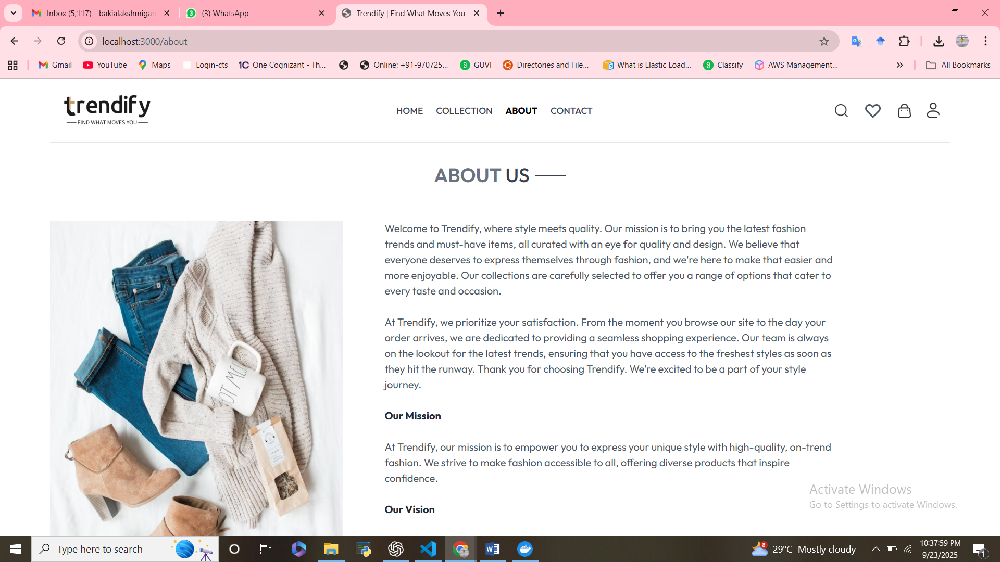 Inbox (5,117) - bakialakshmigan
(3) WhatsApp
Trendify | Find What Moves You
localhost:3000/about
Gmail
YouTube
Maps
Login-cts
One Cognizant - Th...
Online: +91-970725...
GUVI
Directories and File...
What is Elastic Load...
Classify
AWS Management...
All Bookmarks
trendify
FIND WHAT MOVES YOU
HOME
COLLECTION
ABOUT
CONTACT
ABOUT US
Welcome to Trendify, where style meets quality. Our mission is to bring you the latest fashion
trends and must-have items, all curated with an eye for quality and design. We believe that
everyone deserves to express themselves through fashion, and we're here to make that easier and
more enjoyable. Our collections are carefully selected to offer you a range of options that cater to
every taste and occasion.
At Trendify, we prioritize your satisfaction. From the moment you browse our site to the day your
order arrives, we are dedicated to providing a seamless shopping experience. Our team is always
on the lookout for the latest trends, ensuring that you have access to the freshest styles as soon as
they hit the runway. Thank you for choosing Trendify. We’re excited to be a part of your style
journey.
Our Mission
At Trendify, our mission is to empower you to express your unique style with high-quality, on-trend
fashion. We strive to make fashion accessible to all, offering diverse products that inspire
confidence.
Our Vision
OT MESS
Activate Windows
Go to Settings to activate Windows.
Type here to search
8
29°C Mostly cloudy
10:37:59 PM
9/23/2025
1